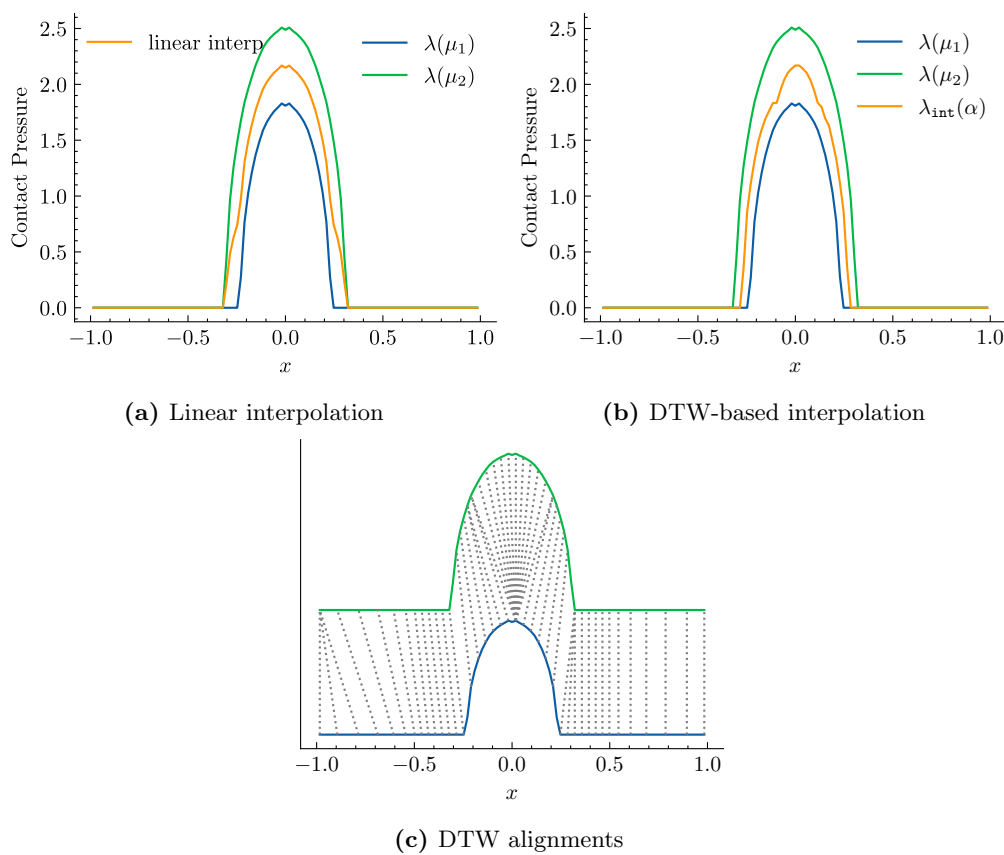 2.5
2.0
1.5
1.0
0.5
0.0
Contact Pressure
linear interp
λ(μ₁)
λ(μ₂)
−1.0 −0.5 0.0 0.5 1.0
x
(a) Linear interpolation
2.5
2.0
1.5
1.0
0.5
0.0
Contact Pressure
λ(μ₁)
λ(μ₂)
λ_int(α)
−1.0 −0.5 0.0 0.5 1.0
x
(b) DTW-based interpolation
−1.0 −0.5 0.0 0.5 1.0
x
(c) DTW alignments